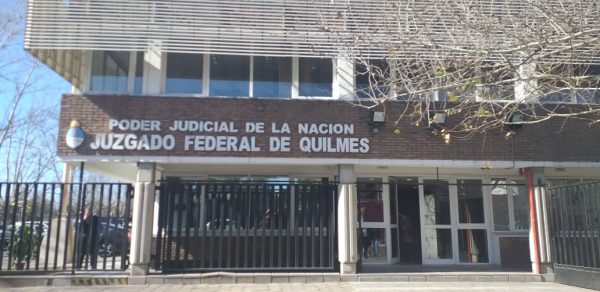 PODER JUDICIAL DE LA NACION
JUZGADO FEDERAL DE QUILMES